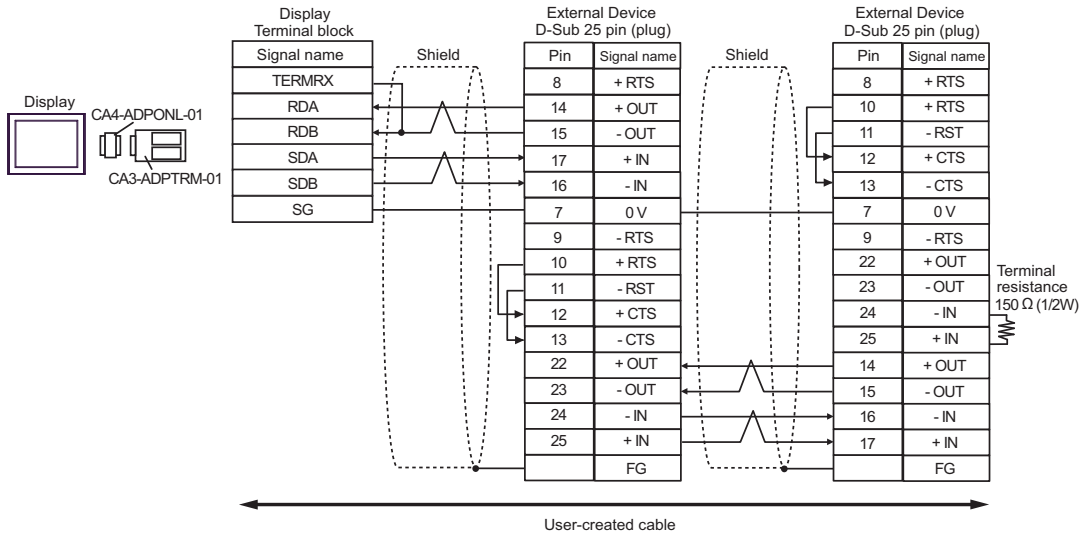 Display
CA4-ADPONL-01
CA3-ADPTRM-01
Display
Terminal block
Signal name
TERMRX
RDA
RDB
SDA
SDB
SG
Shield
External Device
D-Sub 25 pin (plug)
Pin Signal name
8 + RTS
14 + OUT
15 - OUT
17 + IN
16 - IN
7 0 V
9 - RTS
10 + RTS
11 - RST
12 + CTS
13 - CTS
22 + OUT
23 - OUT
24 - IN
25 + IN
FG
Shield
External Device
D-Sub 25 pin (plug)
Pin Signal name
8 + RTS
10 + RTS
11 - RST
12 + CTS
13 - CTS
7 0 V
9 - RTS
22 + OUT
23 - OUT
24 - IN
25 + IN
14 + OUT
15 - OUT
16 - IN
17 + IN
FG
Terminal
resistance
150 Ω (1/2W)
User-created cable